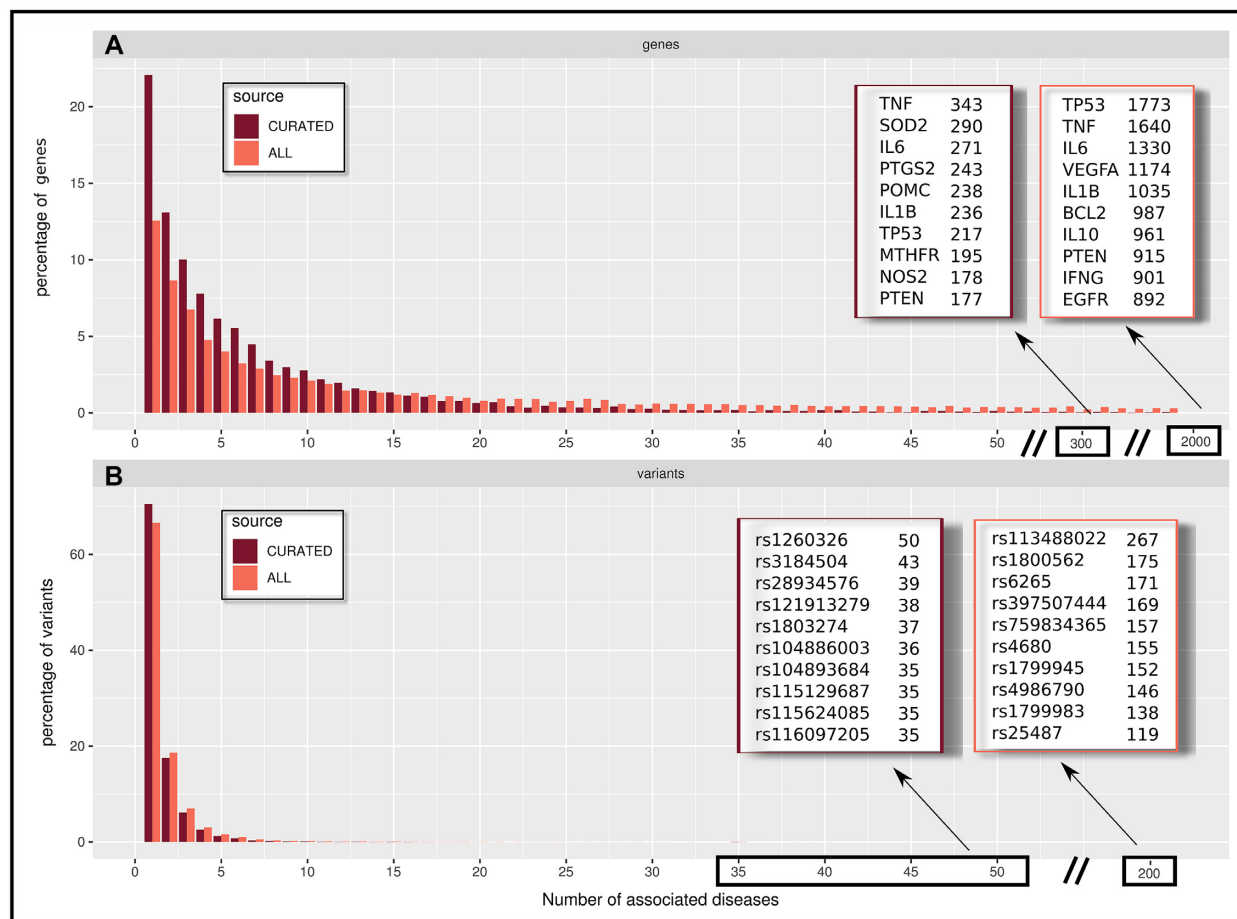 A
genes
percentage of genes
20
15
10
5
0
source
CURATED
ALL
TNF 343
SOD2 290
IL6 271
PTGS2 243
POMC 238
IL1B 236
TP53 217
MTHFR 195
NOS2 178
PTEN 177
TP53 1773
TNF 1640
IL6 1330
VEGFA 1174
IL1B 1035
BCL2 987
IL10 961
PTEN 915
IFNG 901
EGFR 892
0 5 10 15 20 25 30 35 40 45 50 // 300 // 2000
B
variants
percentage of variants
60
40
20
0
source
CURATED
ALL
rs1260326 50
rs3184504 43
rs28934576 39
rs121913279 38
rs1803274 37
rs104886003 36
rs104893684 35
rs115129687 35
rs115624085 35
rs116097205 35
rs113488022 267
rs1800562 175
rs6265 171
rs397507444 169
rs759834365 157
rs4680 155
rs1799945 152
rs4986790 146
rs1799983 138
rs25487 119
0 5 10 15 20 25 30 35 40 45 50 // 200
Number of associated diseases